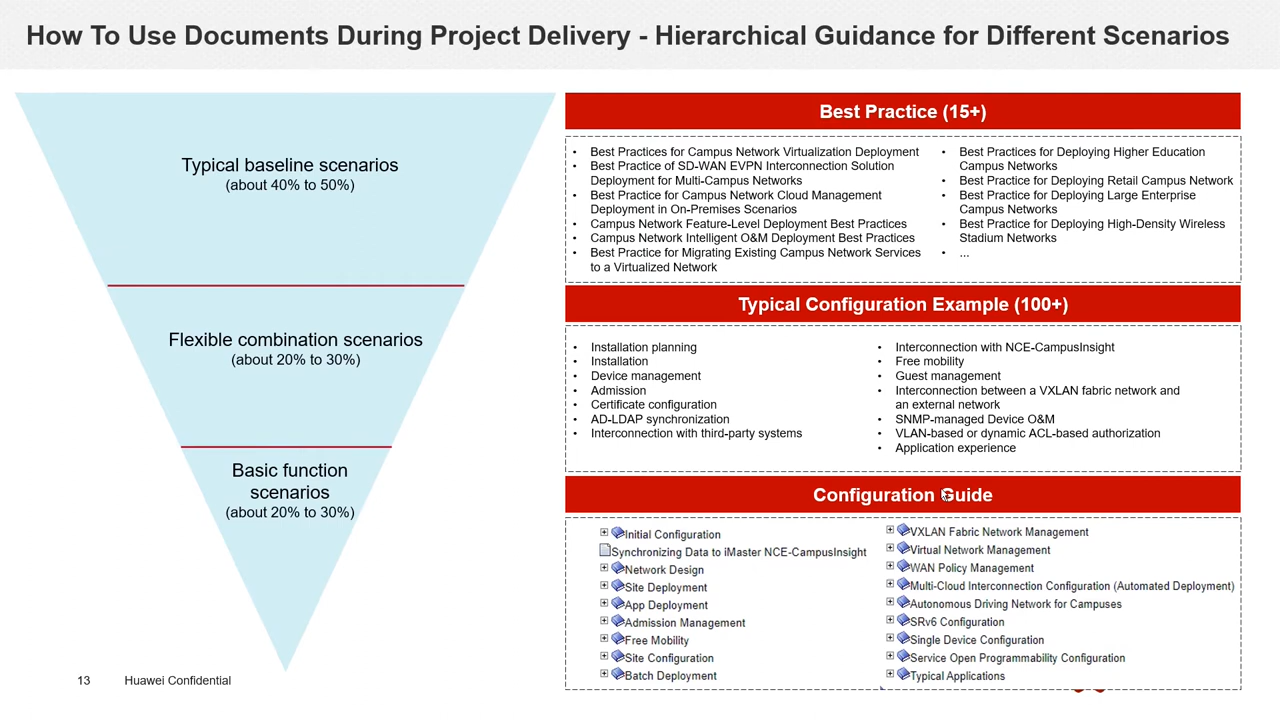 How To Use Documents During Project Delivery - Hierarchical Guidance for Different Scenarios
Typical baseline scenarios
(about 40% to 50%)
Flexible combination scenarios
(about 20% to 30%)
Basic function
scenarios
(about 20% to 30%)
Best Practice (15+)
• Best Practices for Campus Network Virtualization Deployment
• Best Practice of SD-WAN EVPN Interconnection Solution
Deployment for Multi-Campus Networks
• Best Practice for Campus Network Cloud Management
Deployment in On-Premises Scenarios
• Campus Network Feature-Level Deployment Best Practices
• Campus Network Intelligent O&M Deployment Best Practices
• Best Practice for Migrating Existing Campus Network Services
to a Virtualized Network
• Best Practices for Deploying Higher Education
Campus Networks
• Best Practice for Deploying Retail Campus Network
• Best Practice for Deploying Large Enterprise
Campus Networks
• Best Practice for Deploying High-Density Wireless
Stadium Networks
• ...
Typical Configuration Example (100+)
• Installation planning
• Installation
• Device management
• Admission
• Certificate configuration
• AD-LDAP synchronization
• Interconnection with third-party systems
• Interconnection with NCE-CampusInsight
• Free mobility
• Guest management
• Interconnection between a VXLAN fabric network and
an external network
• SNMP-managed Device O&M
• VLAN-based or dynamic ACL-based authorization
• Application experience
Configuration Guide
Initial Configuration
Synchronizing Data to iMaster NCE-CampusInsight
Network Design
Site Deployment
App Deployment
Admission Management
Free Mobility
Site Configuration
Batch Deployment
VXLAN Fabric Network Management
Virtual Network Management
WAN Policy Management
Multi-Cloud Interconnection Configuration (Automated Deployment)
Autonomous Driving Network for Campuses
SRv6 Configuration
Single Device Configuration
Service Open Programmability Configuration
Typical Applications
13 Huawei Confidential